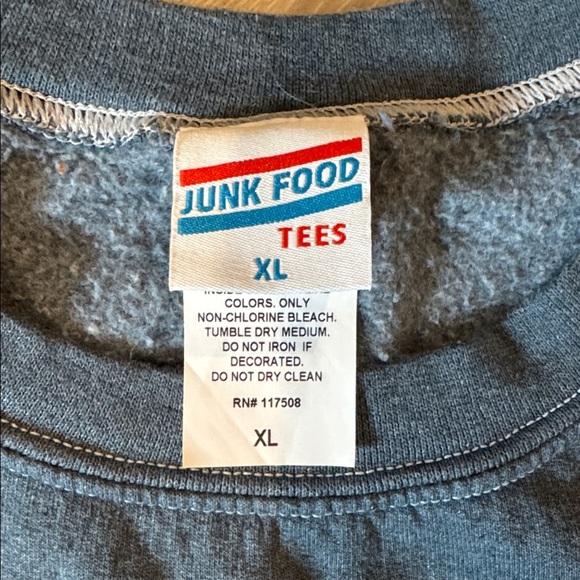 JUNK FOOD
TEES
XL
COLORS. ONLY
NON-CHLORINE BLEACH.
TUMBLE DRY MEDIUM.
DO NOT IRON IF
DECORATED.
DO NOT DRY CLEAN
RN# 117508
XL